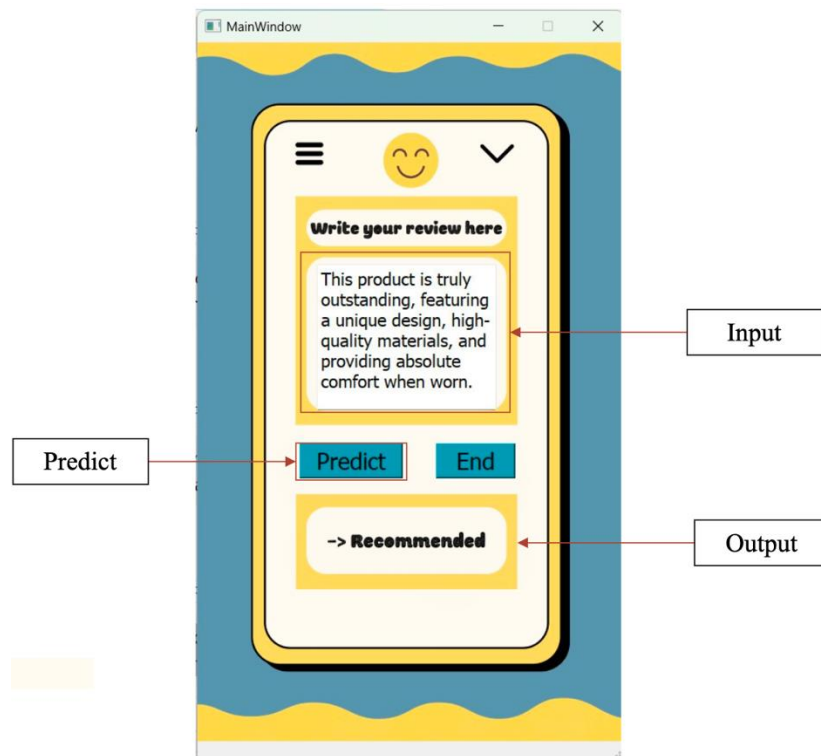 MainWindow
Write your review here
This product is truly
outstanding, featuring
a unique design, high-
quality materials, and
providing absolute
comfort when worn.
Input
Predict
Predict
End
-> Recommended
Output